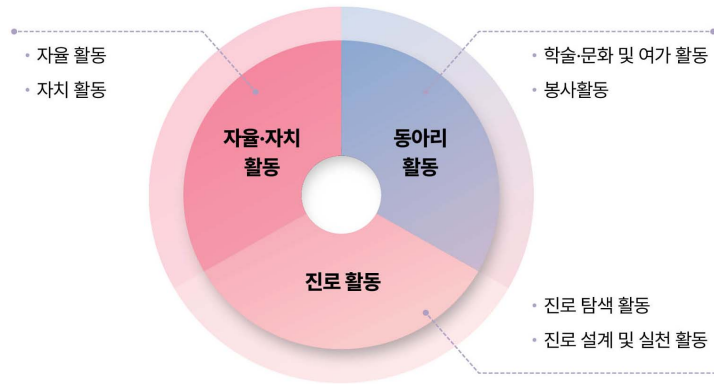 • 자율 활동
• 자치 활동
• 학술·문화 및 여가 활동
• 봉사활동
자율·자치
활동
동아리
활동
진로 활동
• 진로 탐색 활동
• 진로 설계 및 실천 활동